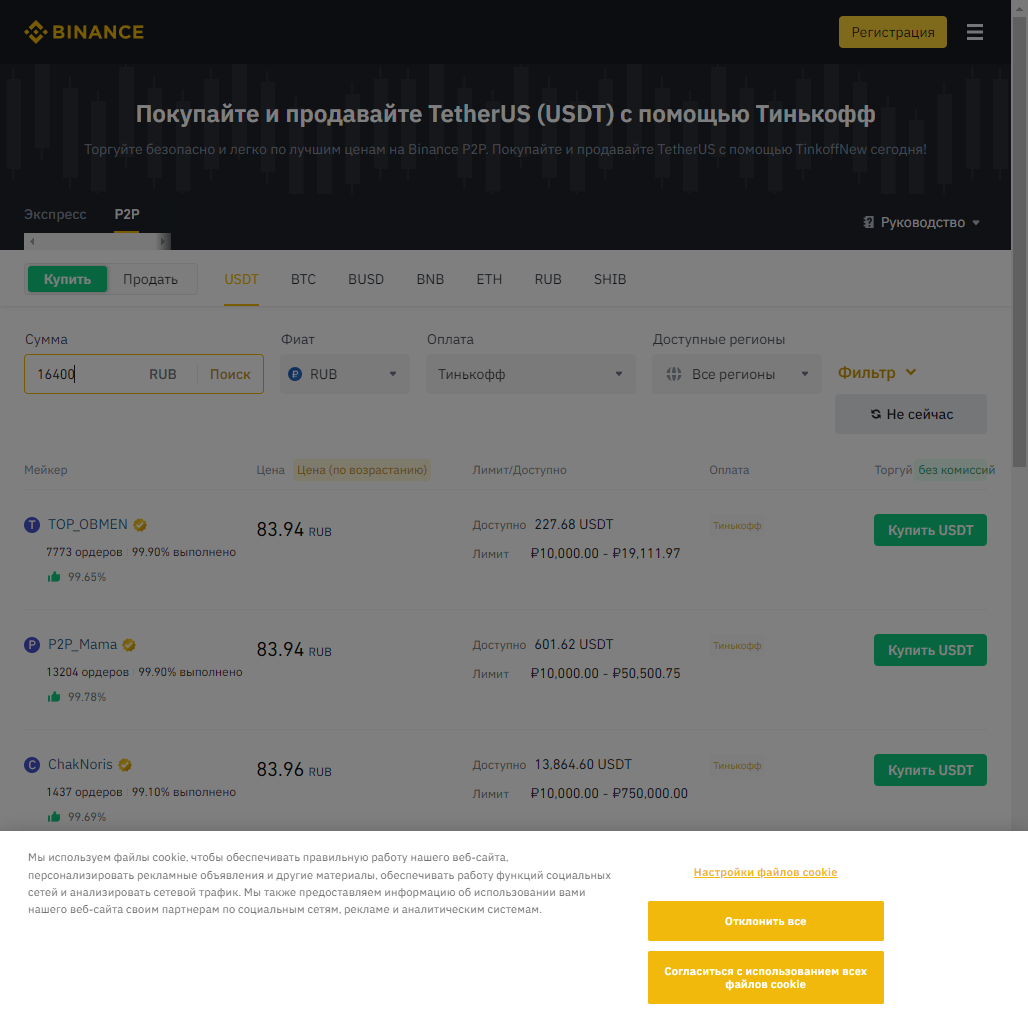 BINANCE
Регистрация
Покупайте и продавайте TetherUS (USDT) с помощью Тинькофф
Торгуйте безопасно и легко по лучшим ценам на Binance P2P. Покупайте и продавайте TetherUS с помощью TinkoffNew сегодня!
Экспресс P2P
Руководство
Купить Продать USDT BTC BUSD BNB ETH RUB SHIB
Сумма Фиат Оплата Доступные регионы
16400 RUB Поиск RUB Тинькофф Все регионы Фильтр
Не сейчас
Мейкер Цена Цена (по возрастанию) Лимит/Доступно Оплата Торгуй без комиссий
T TOP_OBMEN 83.94 RUB Доступно 227.68 USDT Тинькофф Купить USDT
7773 ордеров 99.90% выполнено Лимит ₽10,000.00 - ₽19,111.97
99.65%
P P2P_Mama 83.94 RUB Доступно 601.62 USDT Тинькофф Купить USDT
13204 ордеров 99.90% выполнено Лимит ₽10,000.00 - ₽50,500.75
99.78%
C ChakNoris 83.96 RUB Доступно 13,864.60 USDT Тинькофф Купить USDT
1437 ордеров 99.10% выполнено Лимит ₽10,000.00 - ₽750,000.00
99.69%
Мы используем файлы cookie, чтобы обеспечивать правильную работу нашего веб-сайта,
персонализировать рекламные объявления и другие материалы, обеспечивать работу функций социальных
сетей и анализировать сетевой трафик. Мы также предоставляем информацию об использовании вами
нашего веб-сайта своим партнерам по социальным сетям, рекламе и аналитическим системам.
Настройки файлов cookie
Отклонить все
Согласиться с использованием всех
файлов cookie